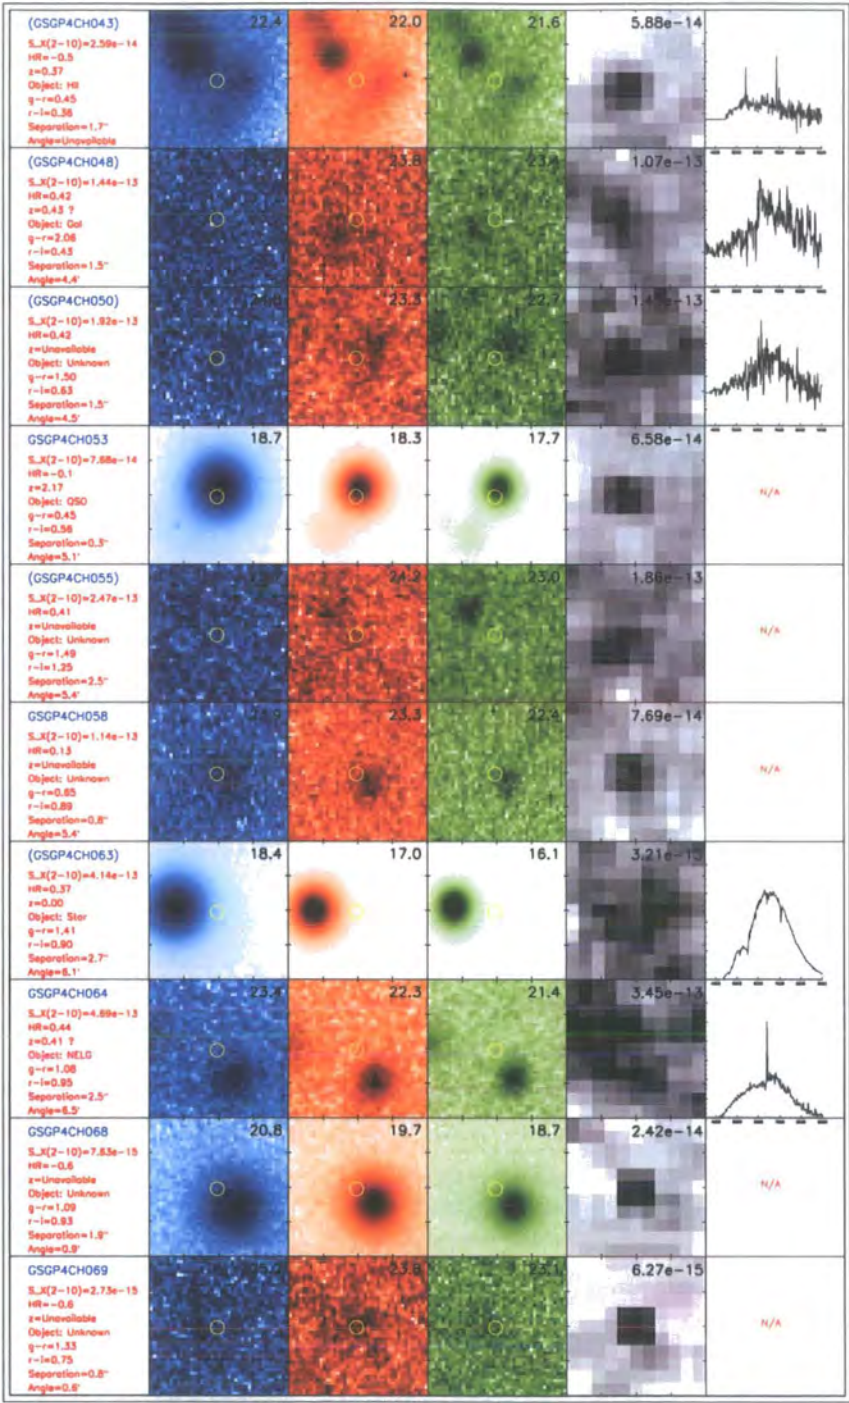 (GSGP4CH043)
S_X(2-10)=2.59e-14
HR=-0.5
z=0.37
Object: HII
g-r=0.45
r-i=0.36
Separation=1.7"
Angle=Unavailable
22.4
22.0
21.6
5.88e-14
(GSGP4CH048)
S_X(2-10)=1.44e-13
HR=0.42
z=0.43 ?
Object: Gal
g-r=2.06
r-i=0.43
Separation=1.5"
Angle=4.4'
23.8
23.4
1.07e-13
(GSGP4CH050)
S_X(2-10)=1.92e-13
HR=0.42
z=Unavailable
Object: Unknown
g-r=1.50
r-i=0.63
Separation=1.5"
Angle=4.5'
23.3
22.7
GSGP4CH053
S_X(2-10)=7.68e-14
HR=-0.1
z=2.17
Object: QSO
g-r=0.45
r-i=0.56
Separation=0.3"
Angle=5.1'
18.7
18.3
17.7
6.58e-14
N/A
(GSGP4CH055)
S_X(2-10)=2.47e-13
HR=0.41
z=Unavailable
Object: Unknown
g-r=1.49
r-i=1.25
Separation=2.5"
Angle=5.4'
24.2
23.0
1.86e-13
N/A
GSGP4CH058
S_X(2-10)=1.14e-13
HR=0.13
z=Unavailable
Object: Unknown
g-r=0.65
r-i=0.89
Separation=0.8"
Angle=5.4'
23.3
22.4
7.69e-14
N/A
(GSGP4CH063)
S_X(2-10)=4.14e-13
HR=0.37
z=0.00
Object: Star
g-r=1.41
r-i=0.90
Separation=2.7"
Angle=6.1'
18.4
17.0
16.1
3.21e-15
GSGP4CH064
S_X(2-10)=4.69e-13
HR=0.44
z=0.41 ?
Object: NELG
g-r=1.08
r-i=0.95
Separation=2.5"
Angle=6.5'
23.4
22.3
21.4
3.45e-13
GSGP4CH068
S_X(2-10)=7.63e-15
HR=-0.6
z=Unavailable
Object: Unknown
g-r=1.09
r-i=0.93
Separation=1.9"
Angle=0.9'
20.8
19.7
18.7
2.42e-14
N/A
GSGP4CH069
S_X(2-10)=2.73e-15
HR=-0.6
z=Unavailable
Object: Unknown
g-r=1.33
r-i=0.75
Separation=0.8"
Angle=0.6'
23.8
23.1
6.27e-15
N/A